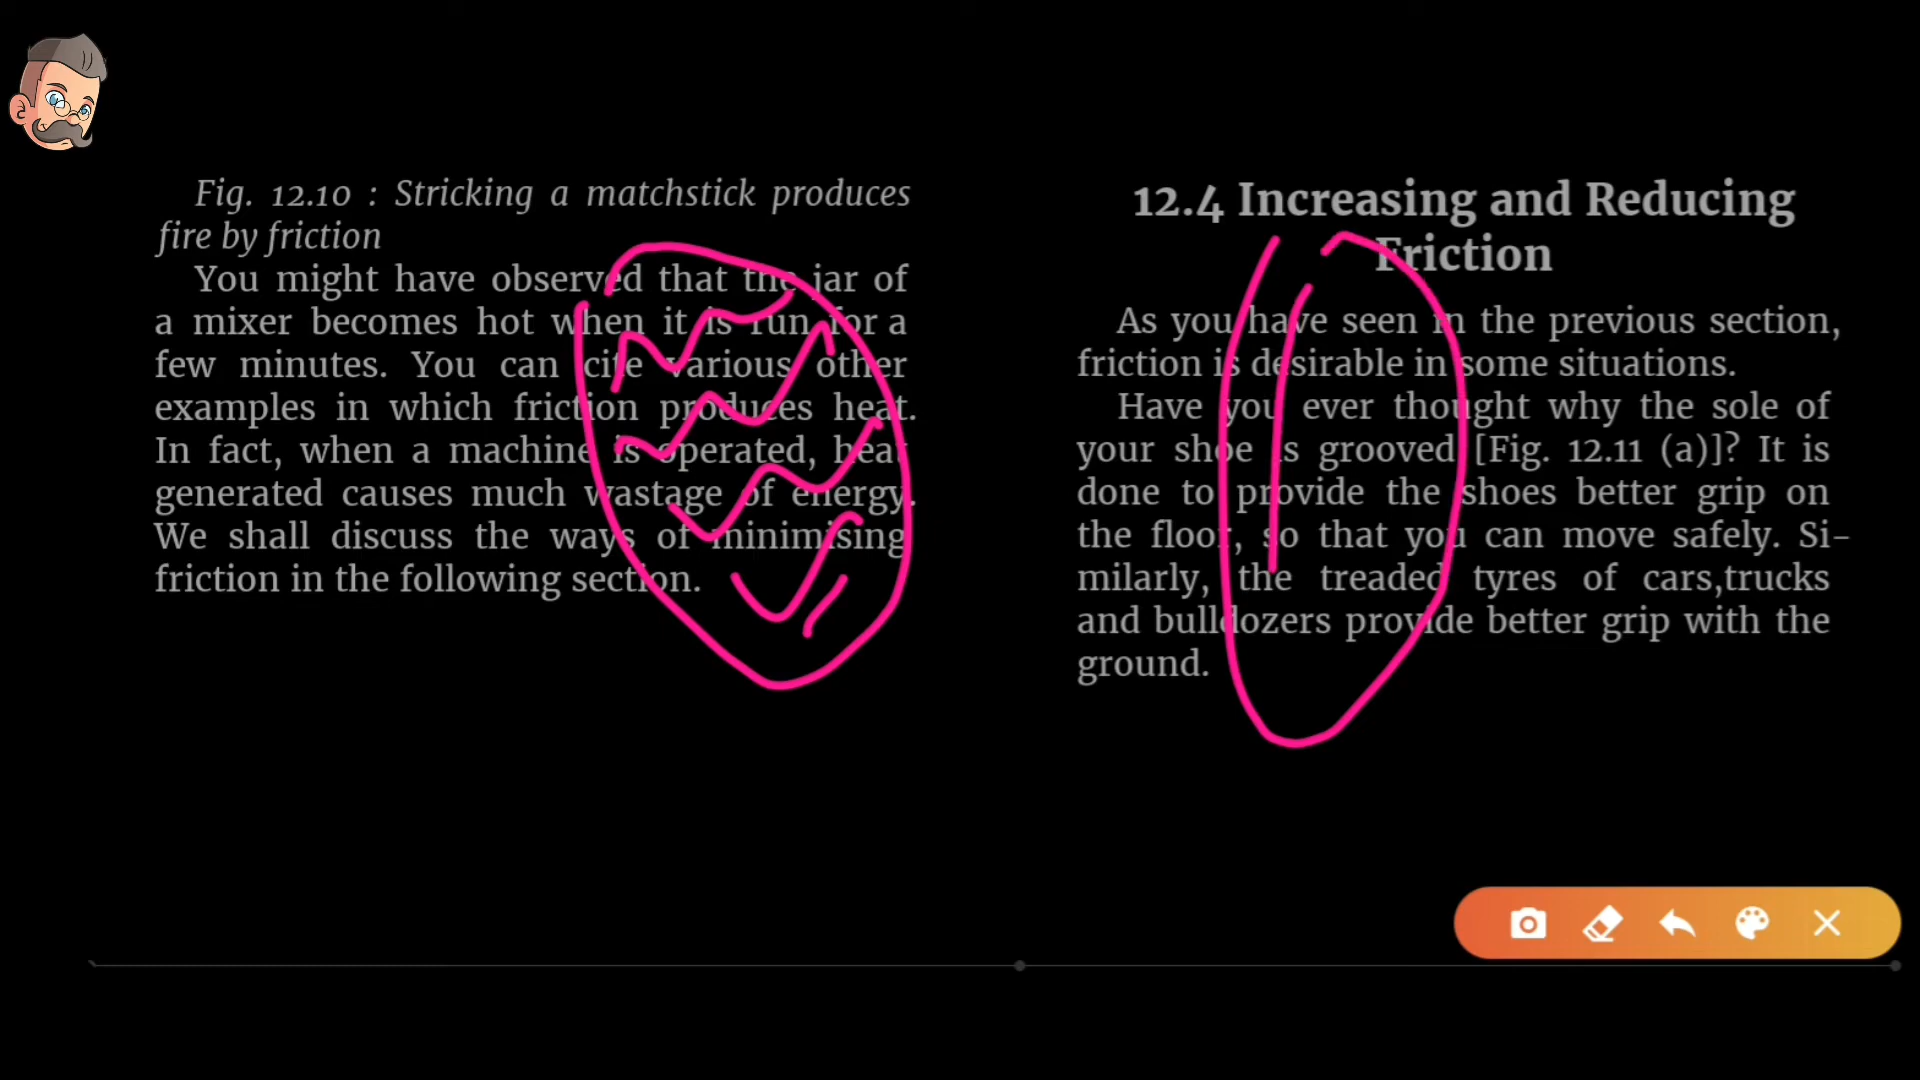 Fig. 12.10 : Stricking a matchstick produces
fire by friction
You might have observed that the jar of
a mixer becomes hot when it is run for a
few minutes. You can cite various other
examples in which friction produces heat.
In fact, when a machine is operated, heat
generated causes much wastage of energy.
We shall discuss the ways of minimising
friction in the following section.
12.4 Increasing and Reducing
Friction
As you have seen in the previous section,
friction is desirable in some situations.
Have you ever thought why the sole of
your shoe is grooved [Fig. 12.11 (a)]? It is
done to provide the shoes better grip on
the floor, so that you can move safely. Si-
milarly, the treaded tyres of cars,trucks
and bulldozers provide better grip with the
ground.